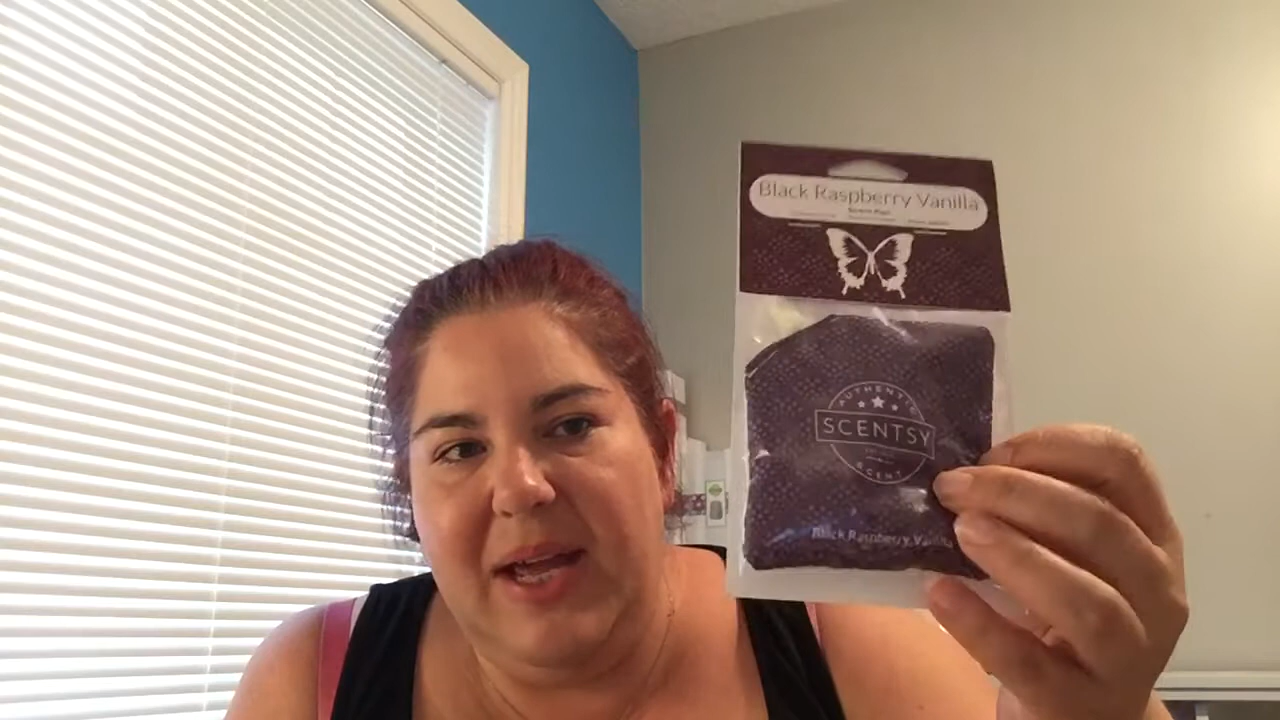 Black Raspberry Vanilla
Scent Pak
AUTHENTIC
SCENTSY
SCENT
Black Raspberry Vanilla